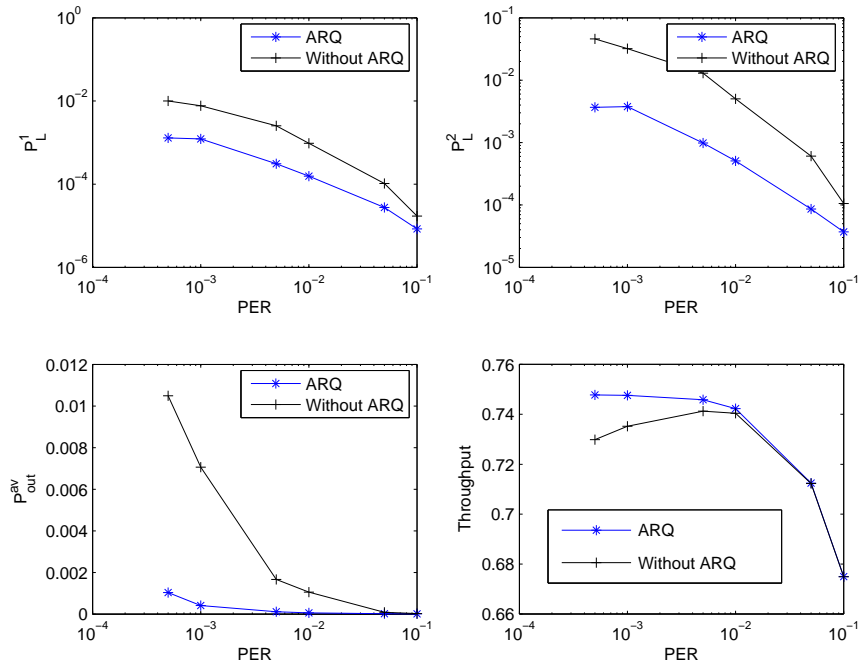 10^0
10^-2
10^-4
10^-6
P_L^1
10^-4
10^-3
10^-2
10^-1
PER
ARQ
Without ARQ
10^-1
10^-2
10^-3
10^-4
10^-5
P_L^2
10^-4
10^-3
10^-2
10^-1
PER
ARQ
Without ARQ
0.012
0.01
0.008
0.006
0.004
0.002
0
P_out^av
10^-4
10^-3
10^-2
10^-1
PER
ARQ
Without ARQ
0.76
0.74
0.72
0.7
0.68
0.66
Throughput
10^-4
10^-3
10^-2
10^-1
PER
ARQ
Without ARQ